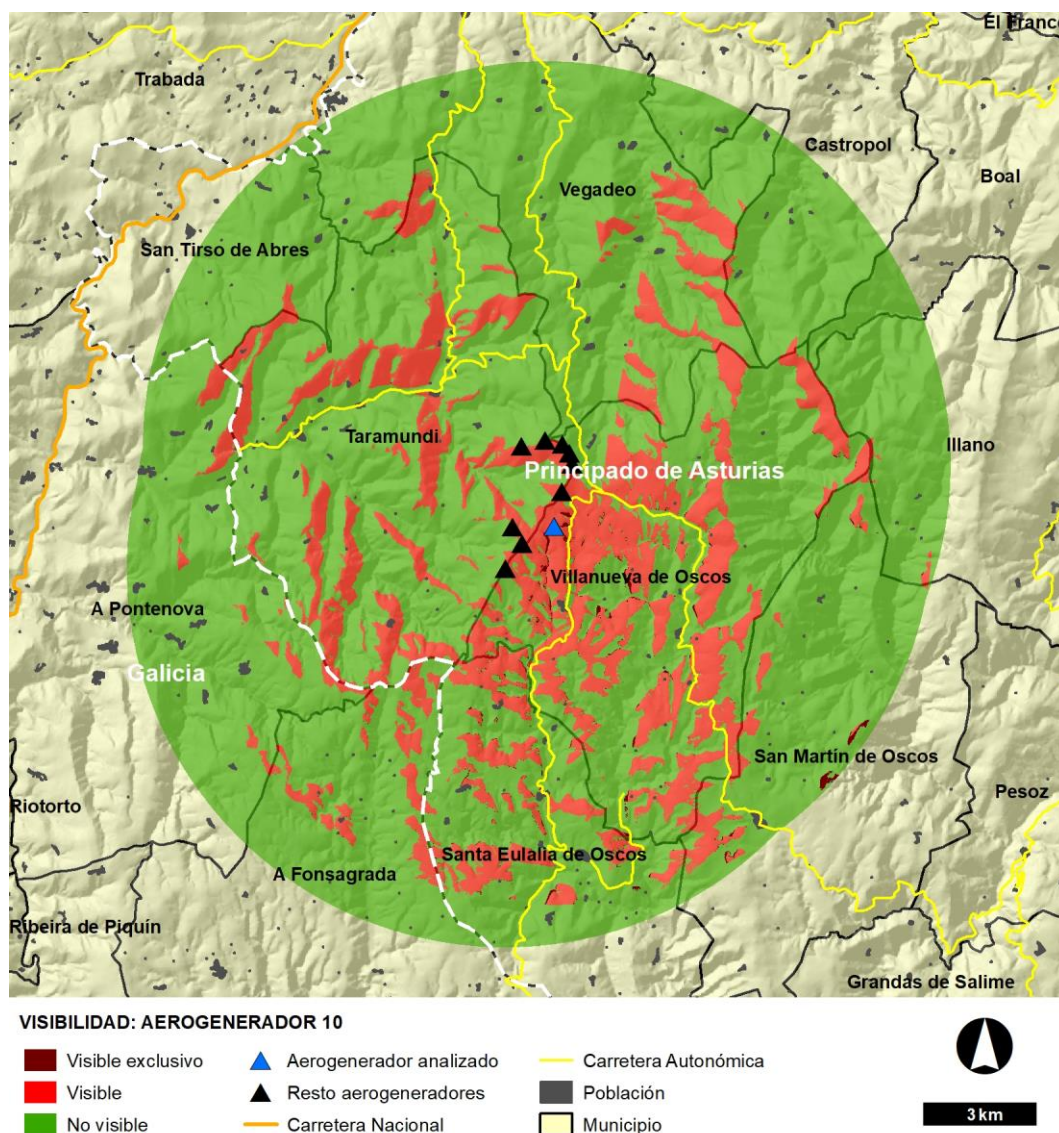 El Franc
Trabada
Castropol
Boal
Vegadeo
San Tirso de Abres
Taramundi
Illano
Principado de Asturias
Villanueva de Oscos
A Pontenova
Galicia
San Martín de Oscos
Pesoz
Riotorto
Santa Eulalia de Oscos
A Fonsagrada
Ribeira de Piquín
Grandas de Salime
VISIBILIDAD: AEROGENERADOR 10
Visible exclusivo
Visible
No visible
Aerogenerador analizado
Resto aerogeneradores
Carretera Nacional
Carretera Autonómica
Población
Municipio
3 km